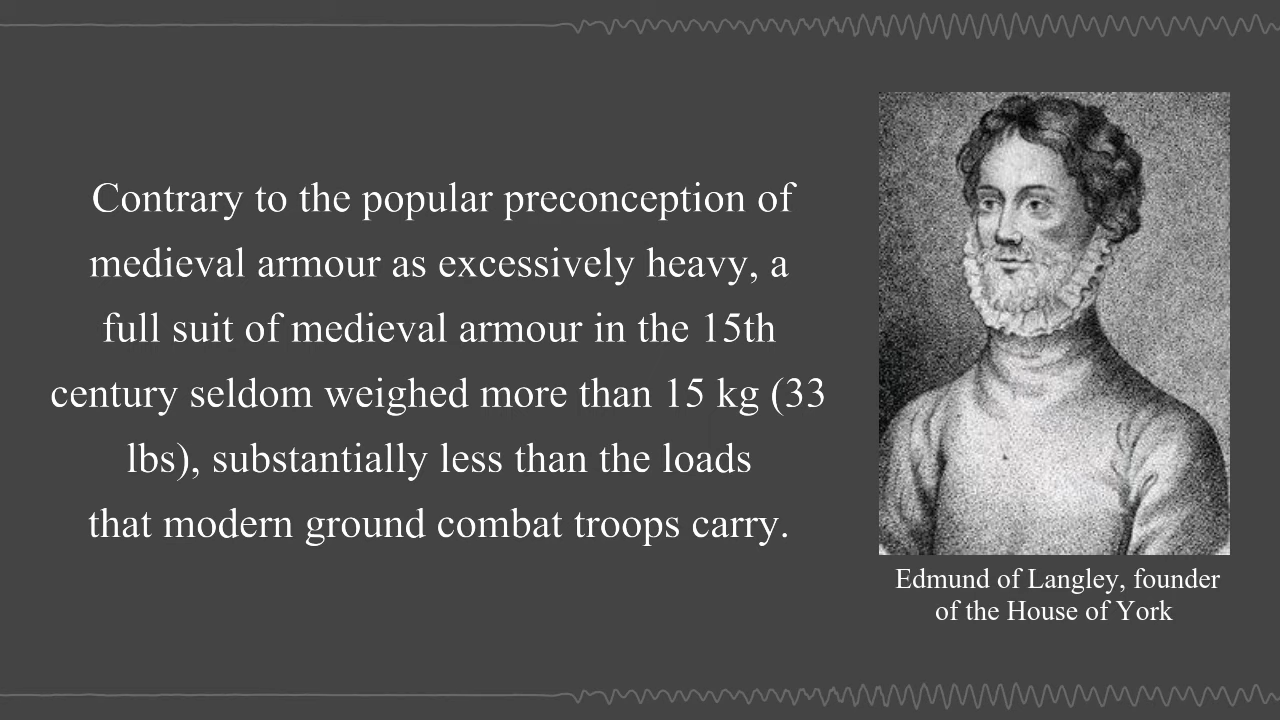 Contrary to the popular preconception of
medieval armour as excessively heavy, a
full suit of medieval armour in the 15th
century seldom weighed more than 15 kg (33
lbs), substantially less than the loads
that modern ground combat troops carry.
Edmund of Langley, founder
of the House of York